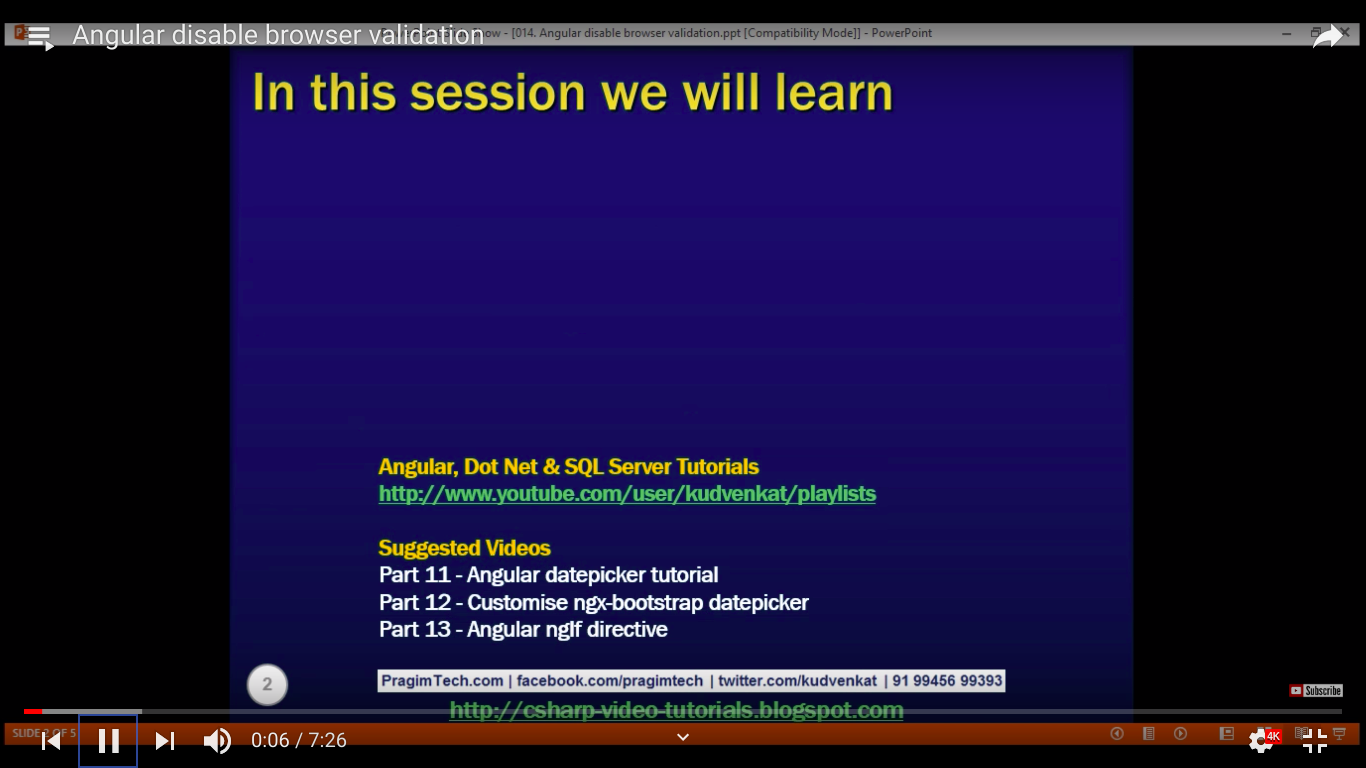 Angular disable browser validation
[014. Angular disable browser validation.ppt [Compatibility Mode]] - PowerPoint
In this session we will learn
Angular, Dot Net & SQL Server Tutorials
http://www.youtube.com/user/kudvenkat/playlists
Suggested Videos
Part 11 - Angular datepicker tutorial
Part 12 - Customise ngx-bootstrap datepicker
Part 13 - Angular ngIf directive
2
PragimTech.com | facebook.com/pragimtech | twitter.com/kudvenkat | 91 99456 99393
Subscribe
http://csharp-video-tutorials.blogspot.com
SLIDE 2 OF 5
0:06 / 7:26
4K